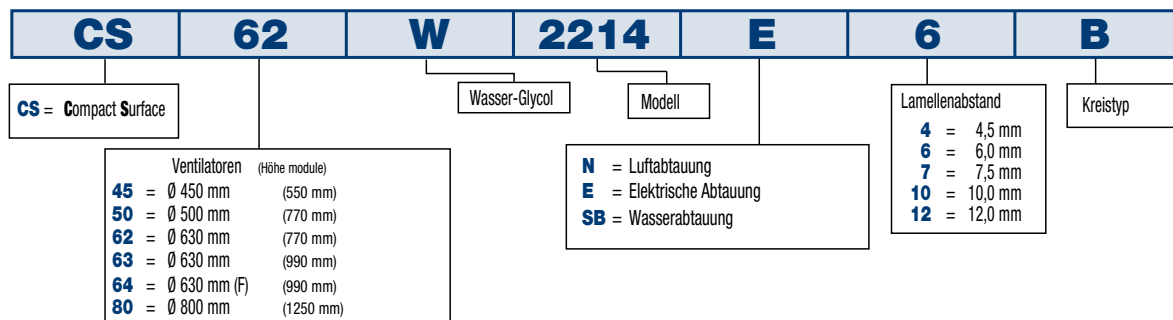 CS 62 W 2214 E 6 B
CS = Compact Surface
Wasser-Glycol
Modell
Kreistyp
Ventilatoren (Höhe module)
45 = Ø 450 mm (550 mm)
50 = Ø 500 mm (770 mm)
62 = Ø 630 mm (770 mm)
63 = Ø 630 mm (990 mm)
64 = Ø 630 mm (F) (990 mm)
80 = Ø 800 mm (1250 mm)
N = Luftabtauung
E = Elektrische Abtauung
SB = Wasserabtauung
Lamellenabstand
4 = 4,5 mm
6 = 6,0 mm
7 = 7,5 mm
10 = 10,0 mm
12 = 12,0 mm